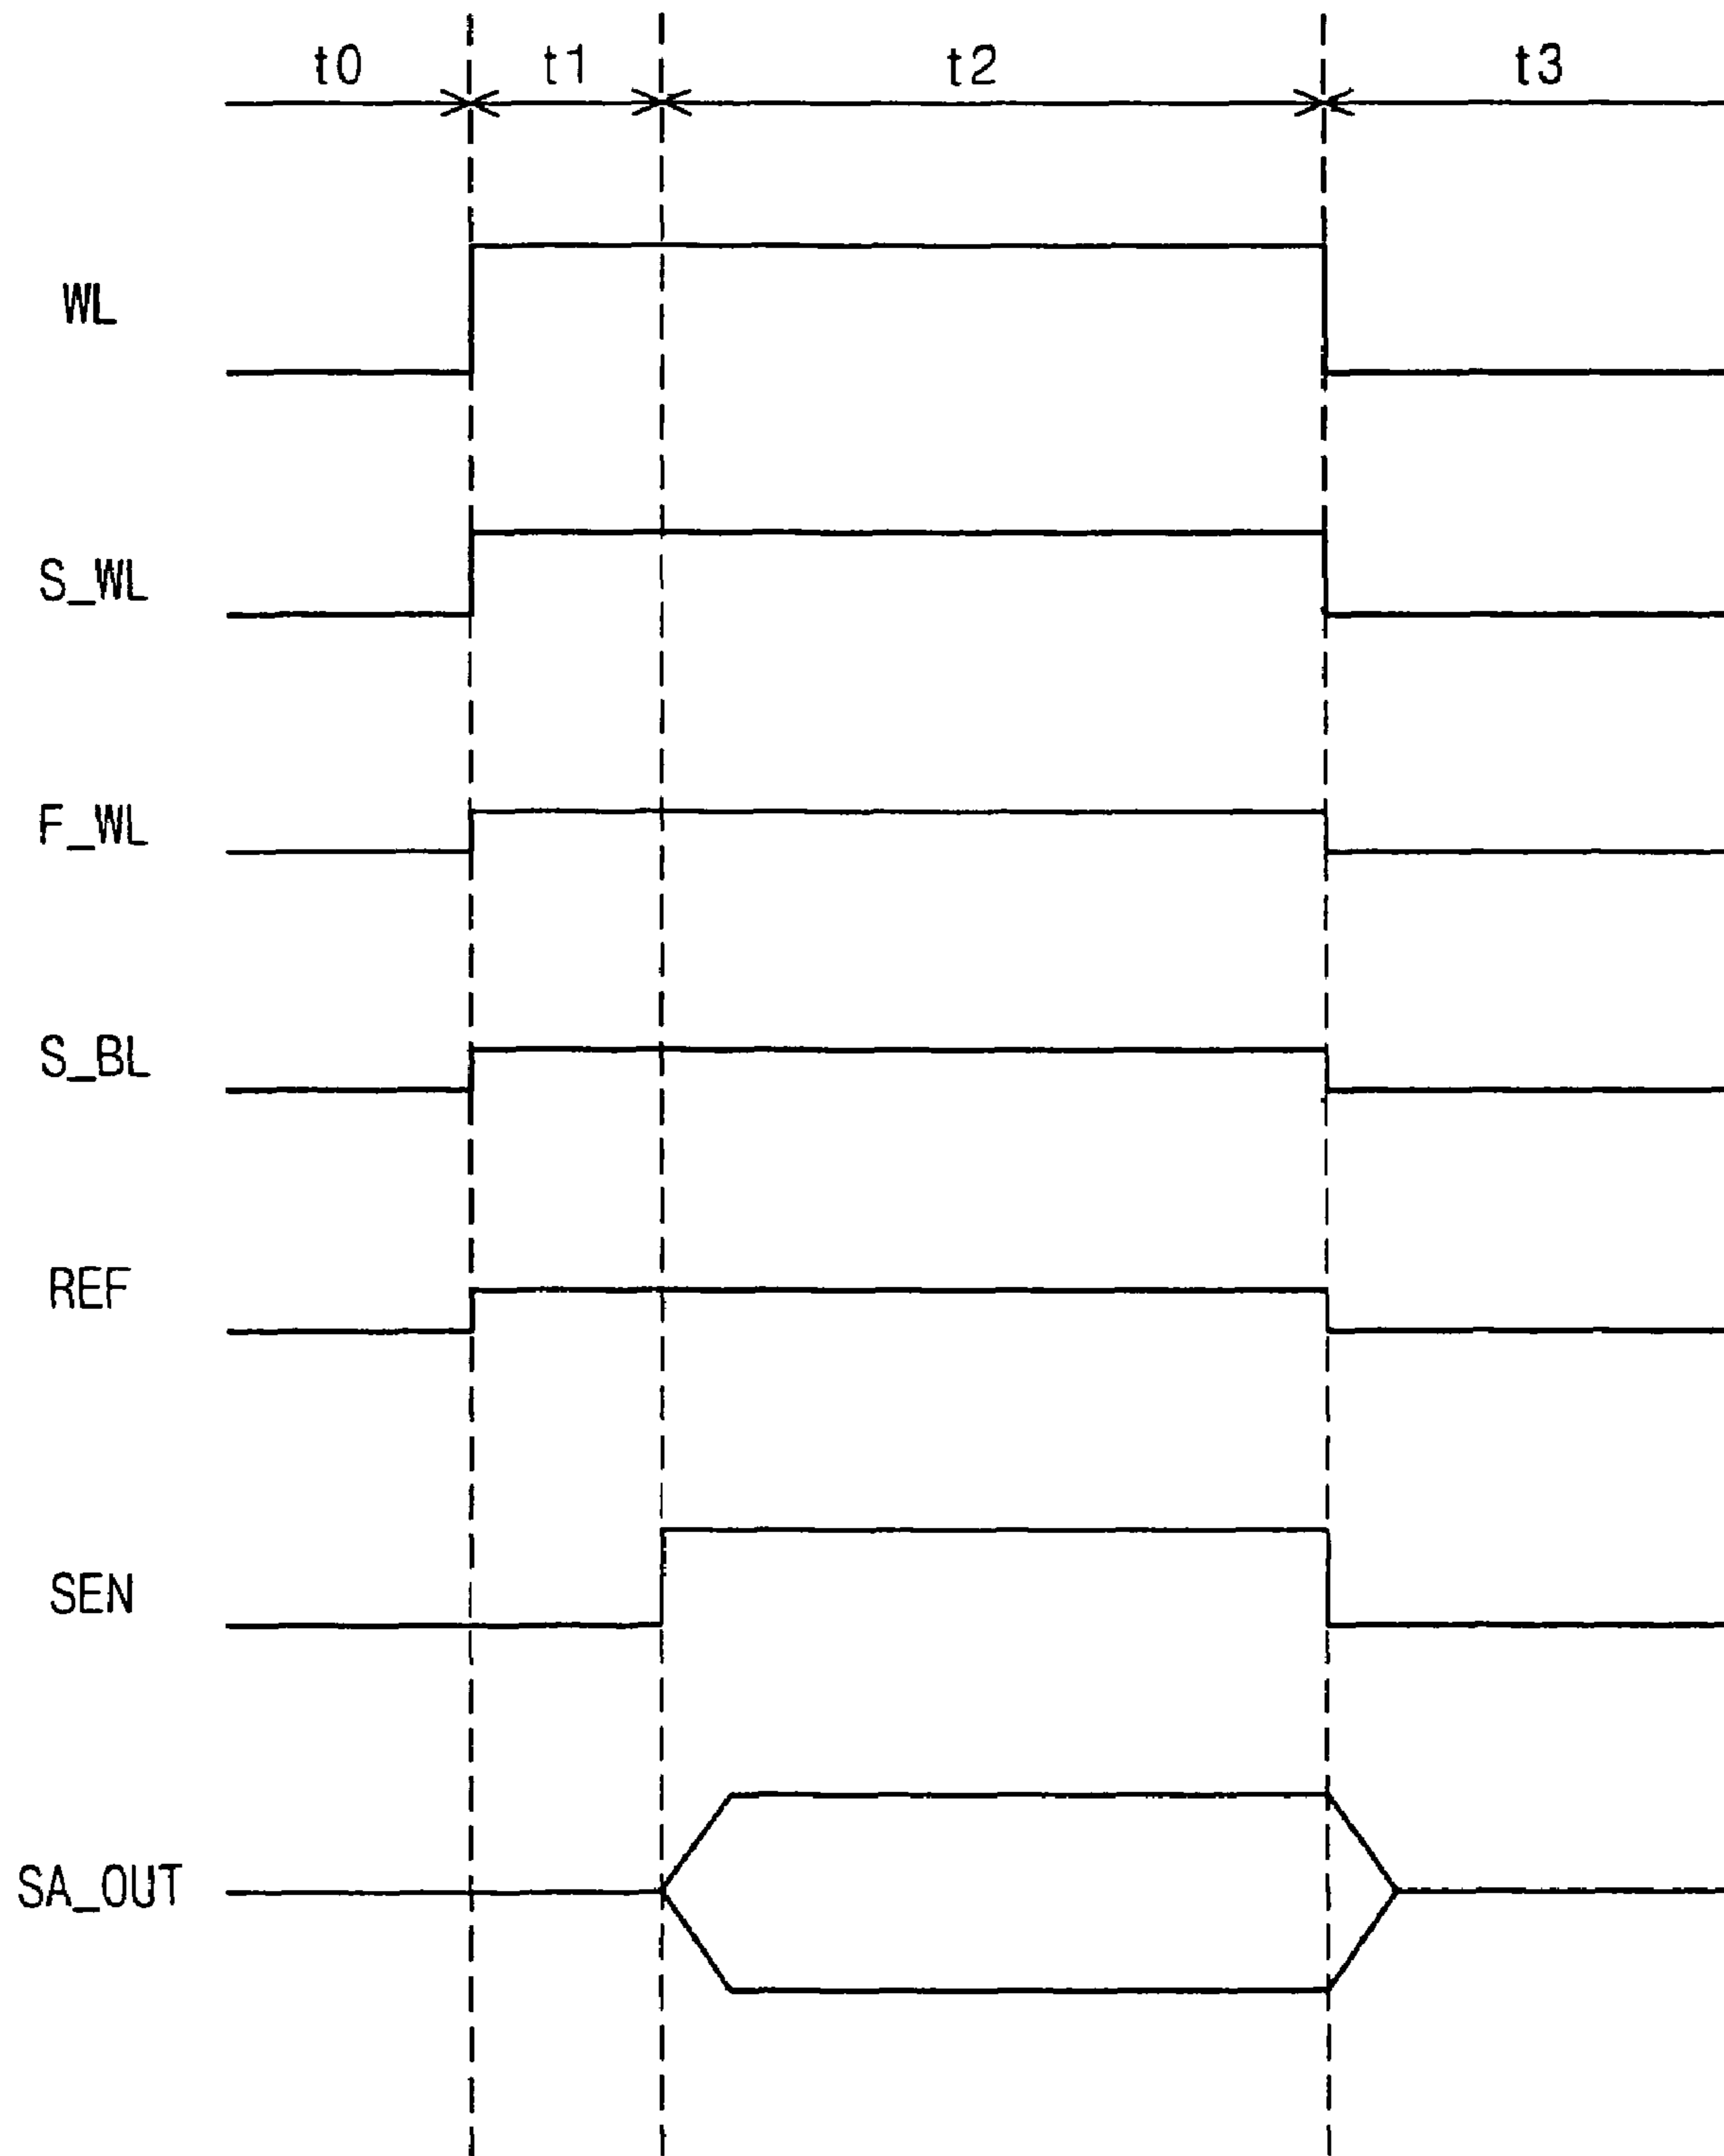 t0 t1 t2 t3
WL
S_WL
F_WL
S_BL
REF
SEN
SA_OUT